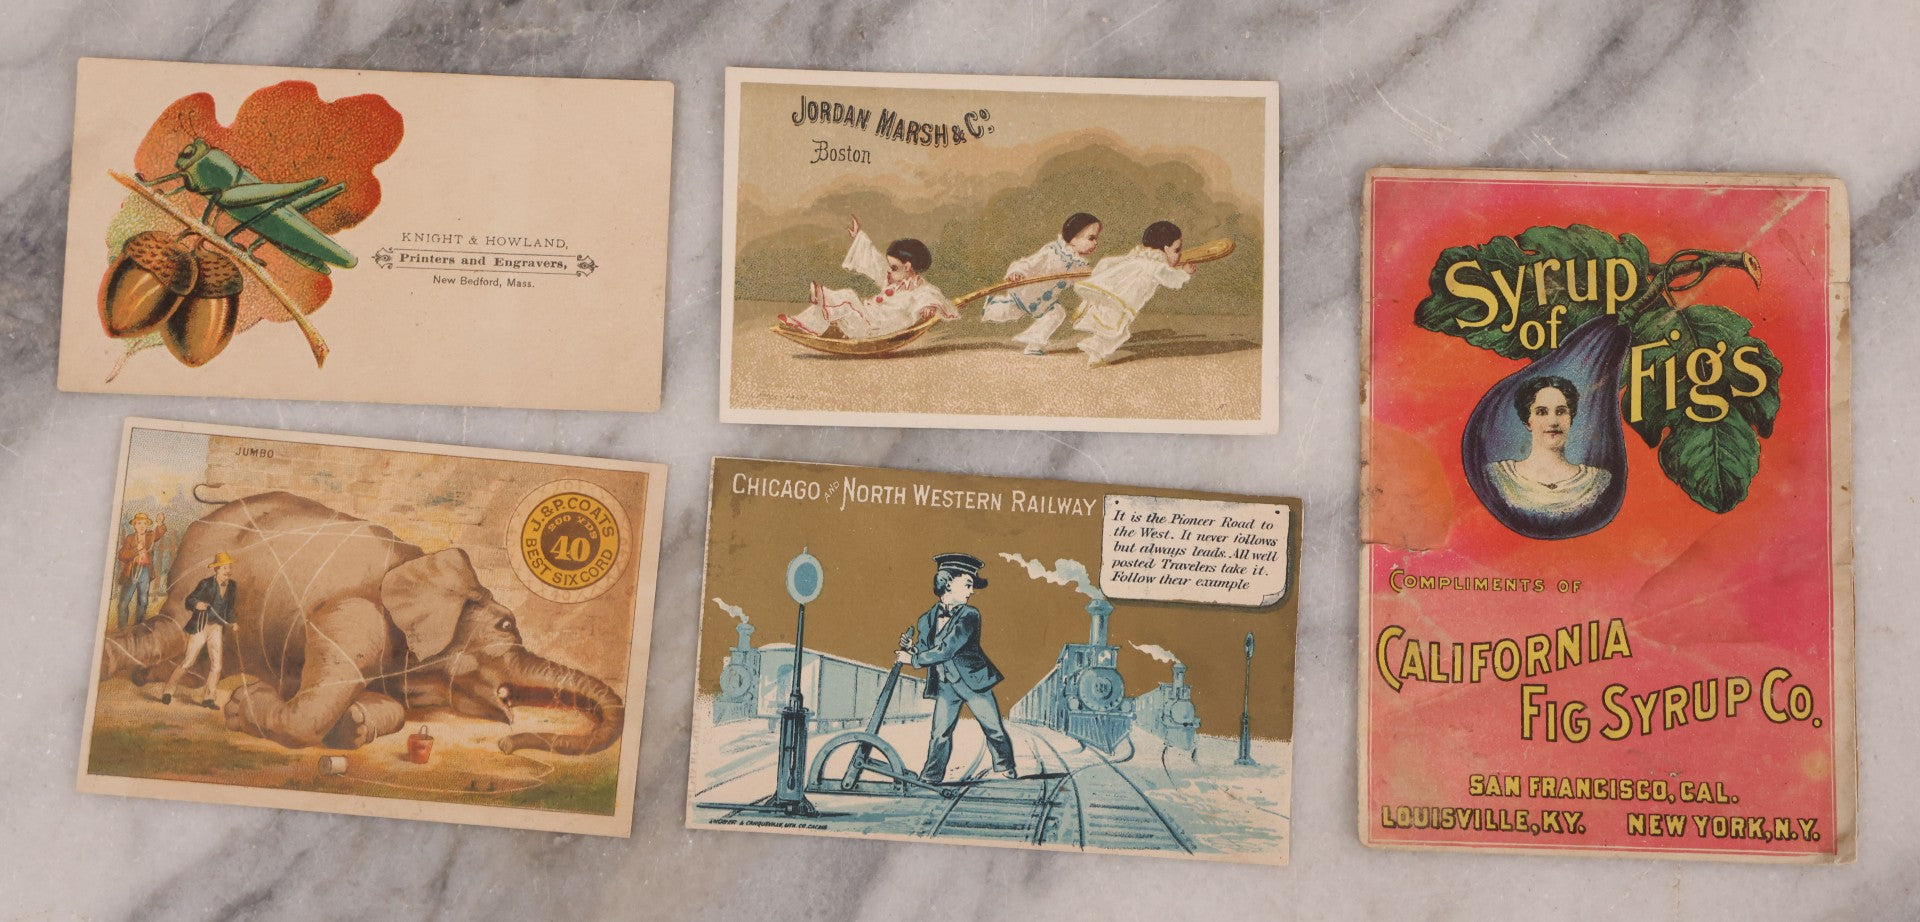 KNIGHT & HOWLAND,
Printers and Engravers,
New Bedford, Mass.
JORDAN MARSH & Co.
Boston
JUMBO
J. & P. COATS
200 YDS
40
BEST SIX CORD
CHICAGO AND NORTH WESTERN RAILWAY
It is the Pioneer Road to
the West. It never follows
but always leads. All well
posted Travelers take it.
Follow their example
Syrup
of
Figs
COMPLIMENTS OF
CALIFORNIA
FIG SYRUP CO.
SAN FRANCISCO, CAL.
LOUISVILLE, KY. NEW YORK, N.Y.